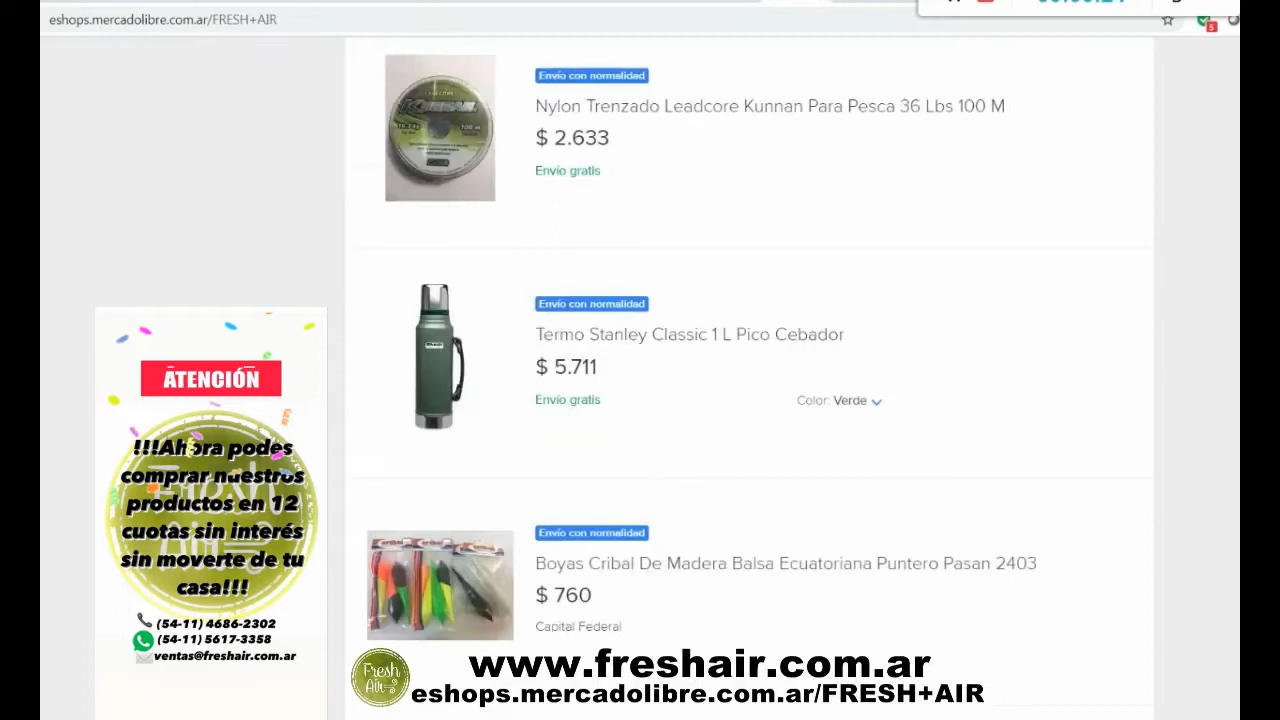 eshops.mercadolibre.com.ar/FRESH+AIR
5
Envío con normalidad
Nylon Trenzado Leadcore Kunnan Para Pesca 36 Lbs 100 M
$ 2.633
Envío gratis
Envío con normalidad
Termo Stanley Classic 1 L Pico Cebador
$ 5.711
Envío gratis
Color: Verde
Envío con normalidad
Boyas Cribal De Madera Balsa Ecuatoriana Puntero Pasan 2403
$ 760
Capital Federal
ATENCIÓN
!!!Ahora podes
comprar nuestros
productos en 12
cuotas sin interés
sin moverte de tu
casa!!!
(54-11) 4686-2302
(54-11) 5617-3358
ventas@freshair.com.ar
Fresh
Air
www.freshair.com.ar
eshops.mercadolibre.com.ar/FRESH+AIR